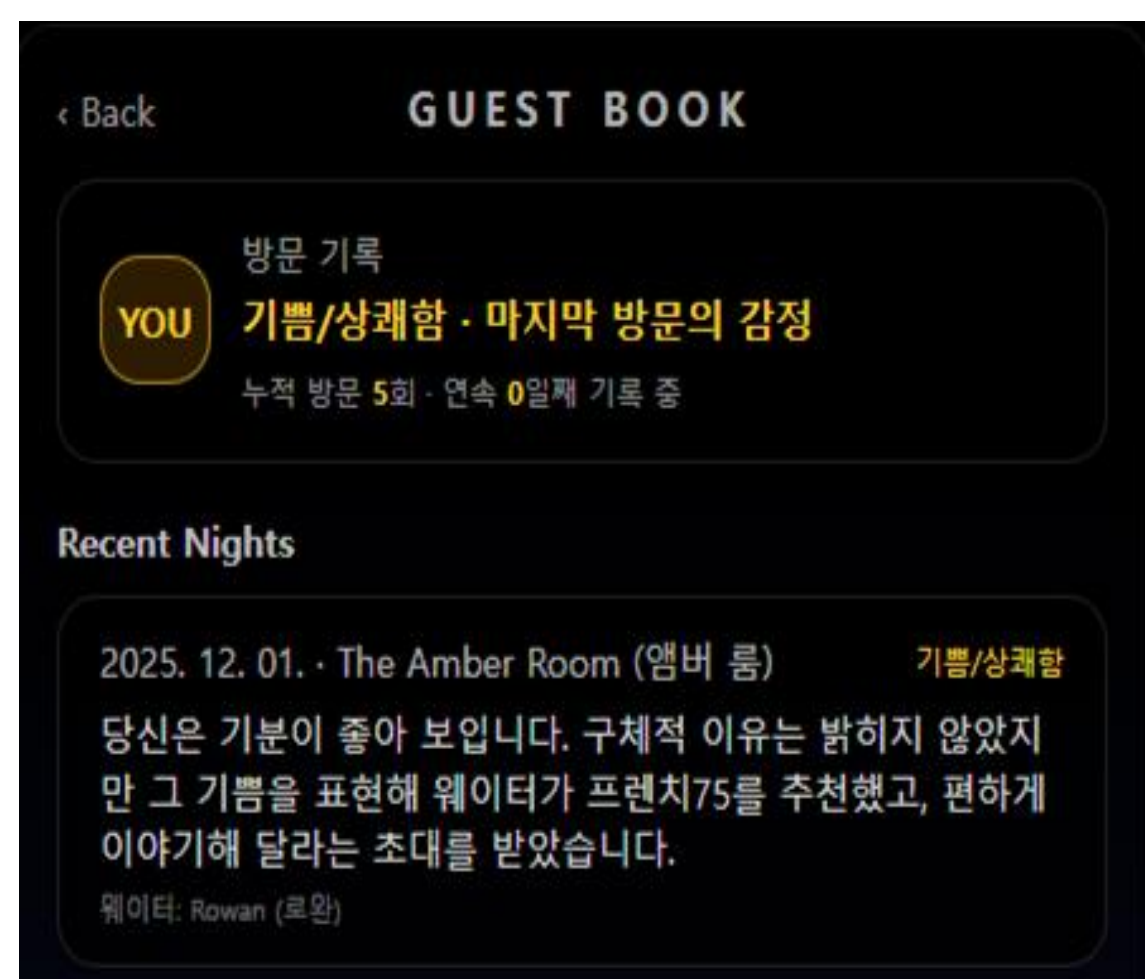 ‹ Back
GUEST BOOK
방문 기록
YOU
기쁨/상쾌함 · 마지막 방문의 감정
누적 방문 5회 · 연속 0일째 기록 중
Recent Nights
2025. 12. 01. · The Amber Room (앰버 룸)
기쁨/상쾌함
당신은 기분이 좋아 보입니다. 구체적 이유는 밝히지 않았지
만 그 기쁨을 표현해 웨이터가 프렌치75를 추천했고, 편하게
이야기해 달라는 초대를 받았습니다.
웨이터: Rowan (로완)